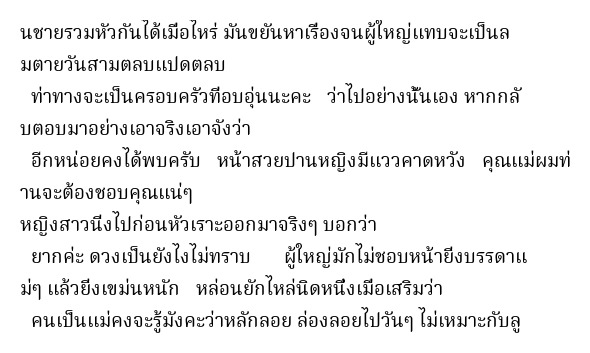 นชายรวมหัวกันได้เมื่อไหร่ มันขยันหาเรื่องจนผู้ใหญ่แทบจะเป็นล
มตายวันสามตลบแปดตลบ
ท่าทางจะเป็นครอบครัวที่อบอุ่นนะคะ ว่าไปอย่างนั้นเอง หากกลั
บตอบมาอย่างเอาจริงเอาจังว่า
อีกหน่อยคงได้พบครับ หน้าสวยปานหญิงมีแววคาดหวัง คุณแม่ผมท่
านจะต้องชอบคุณแน่ๆ
หญิงสาวนิ่งไปก่อนหัวเราะออกมาจริงๆ บอกว่า
ยากค่ะ ดวงเป็นยังไงไม่ทราบ ผู้ใหญ่มักไม่ชอบหน้ายิ่งบรรดาแ
ม่ๆ แล้วยิ่งเขม่นหนัก หล่อนยักไหล่นิดหนึ่งเมื่อเสริมว่า
คนเป็นแม่คงจะรู้มังคะว่าหลักลอย ล่องลอยไปวันๆ ไม่เหมาะกับลู